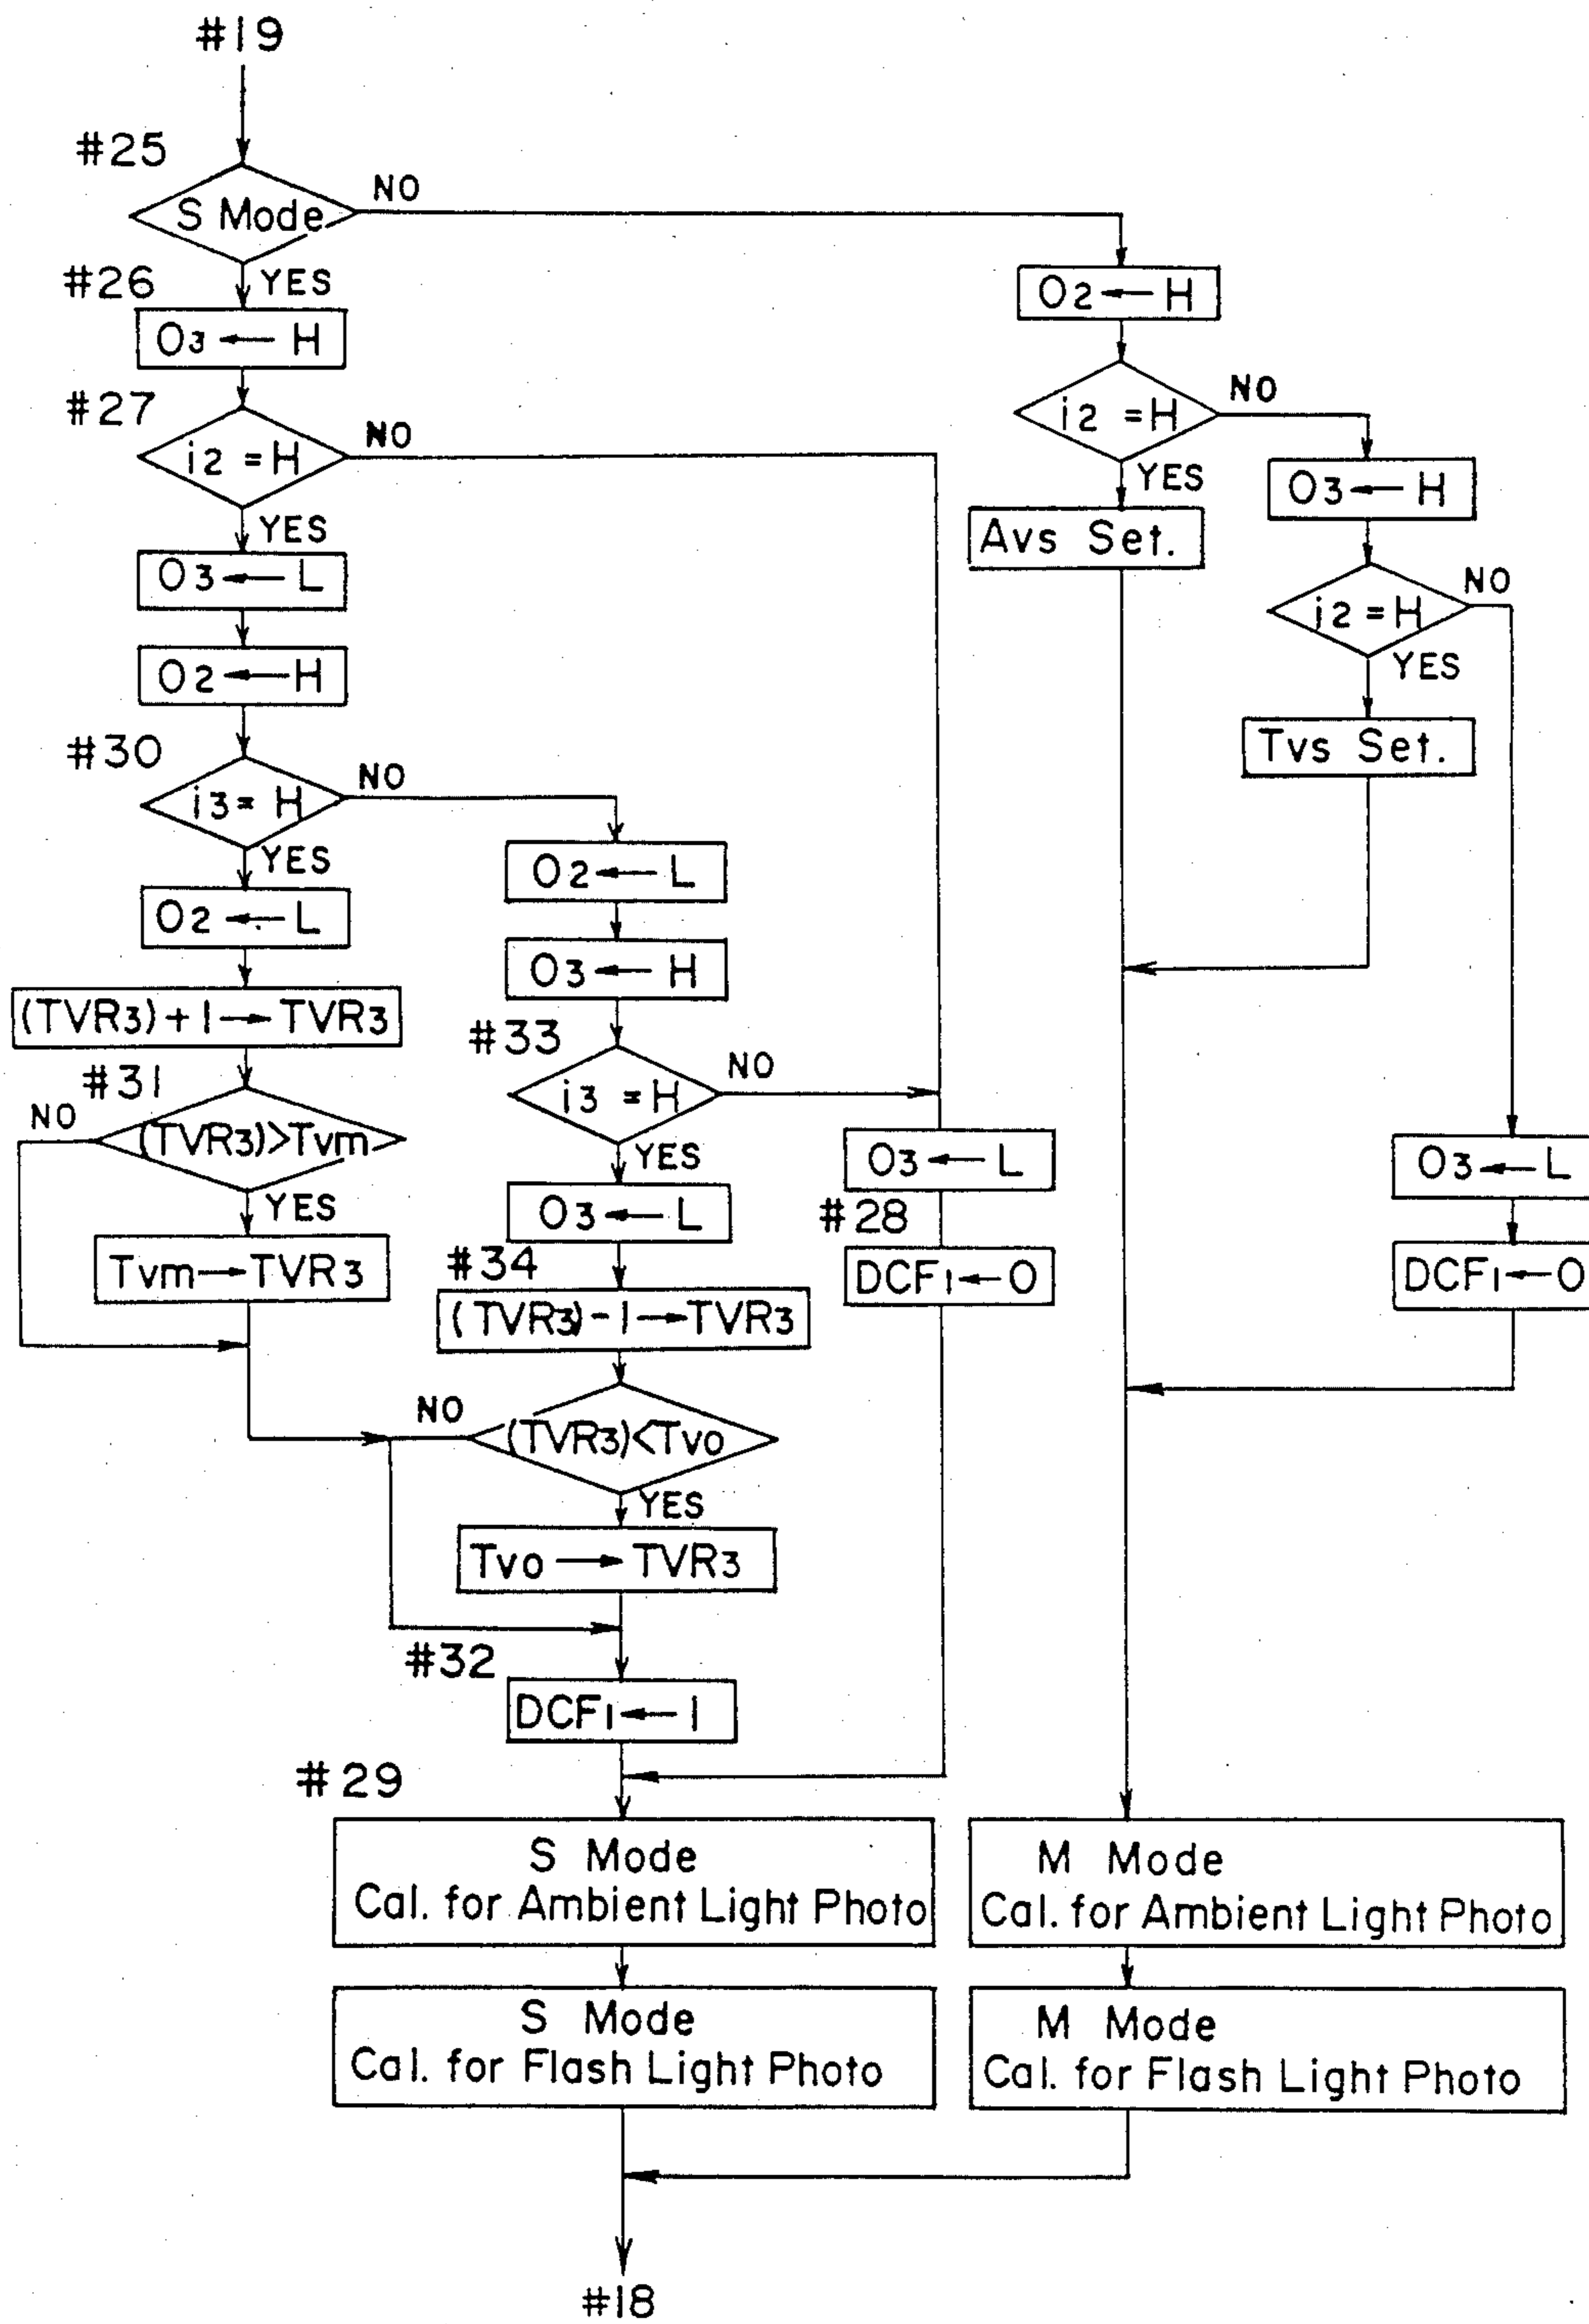 #19
#25
S Mode
NO
YES
#26
O3 ← H
#27
i2 = H
NO
YES
O3 ← L
O2 ← H
#30
i3 = H
NO
YES
O2 ← L
(TVR3) + 1 → TVR3
#31
(TVR3) > Tvm
NO
YES
Tvm → TVR3
O2 ← L
O3 ← H
#33
i3 = H
NO
YES
O3 ← L
#34
(TVR3) - 1 → TVR3
(TVR3) < Tvo
NO
YES
Tvo → TVR3
#32
DCF1 ← 1
O3 ← L
#28
DCF1 ← 0
#29
S Mode
Cal. for Ambient Light Photo
S Mode
Cal. for Flash Light Photo
O2 ← H
i2 = H
NO
YES
Avs Set.
O3 ← H
i2 = H
NO
YES
Tvs Set.
O3 ← L
DCF1 ← 0
M Mode
Cal. for Ambient Light Photo
M Mode
Cal. for Flash Light Photo
#18